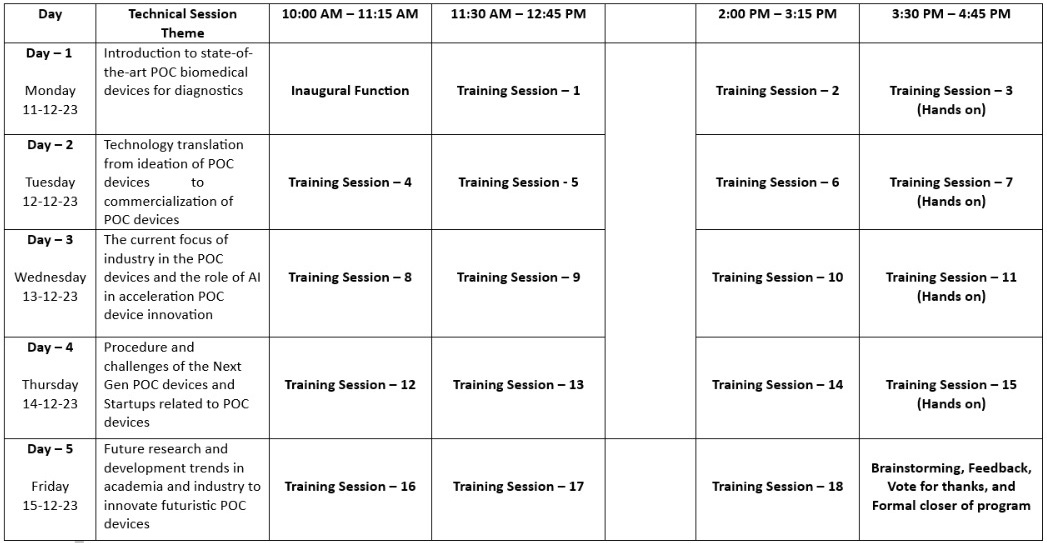 Day
Technical Session
Theme
10:00 AM – 11:15 AM
11:30 AM – 12:45 PM
2:00 PM – 3:15 PM
3:30 PM – 4:45 PM
Day – 1
Monday
11-12-23
Introduction to state-of-
the-art POC biomedical
devices for diagnostics
Inaugural Function
Training Session – 1
Training Session – 2
Training Session – 3
(Hands on)
Day – 2
Tuesday
12-12-23
Technology translation
from ideation of POC
devices to
commercialization of
POC devices
Training Session – 4
Training Session - 5
Training Session – 6
Training Session – 7
(Hands on)
Day – 3
Wednesday
13-12-23
The current focus of
industry in the POC
devices and the role of AI
in acceleration POC
device innovation
Training Session – 8
Training Session – 9
Training Session – 10
Training Session – 11
(Hands on)
Day – 4
Thursday
14-12-23
Procedure and
challenges of the Next
Gen POC devices and
Startups related to POC
devices
Training Session – 12
Training Session – 13
Training Session – 14
Training Session – 15
(Hands on)
Day – 5
Friday
15-12-23
Future research and
development trends in
academia and industry to
innovate futuristic POC
devices
Training Session – 16
Training Session – 17
Training Session – 18
Brainstorming, Feedback,
Vote for thanks, and
Formal closer of program